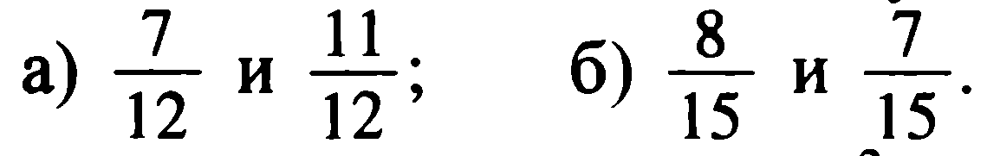 а) 7/12 и 11/12; б) 8/15 и 7/15.